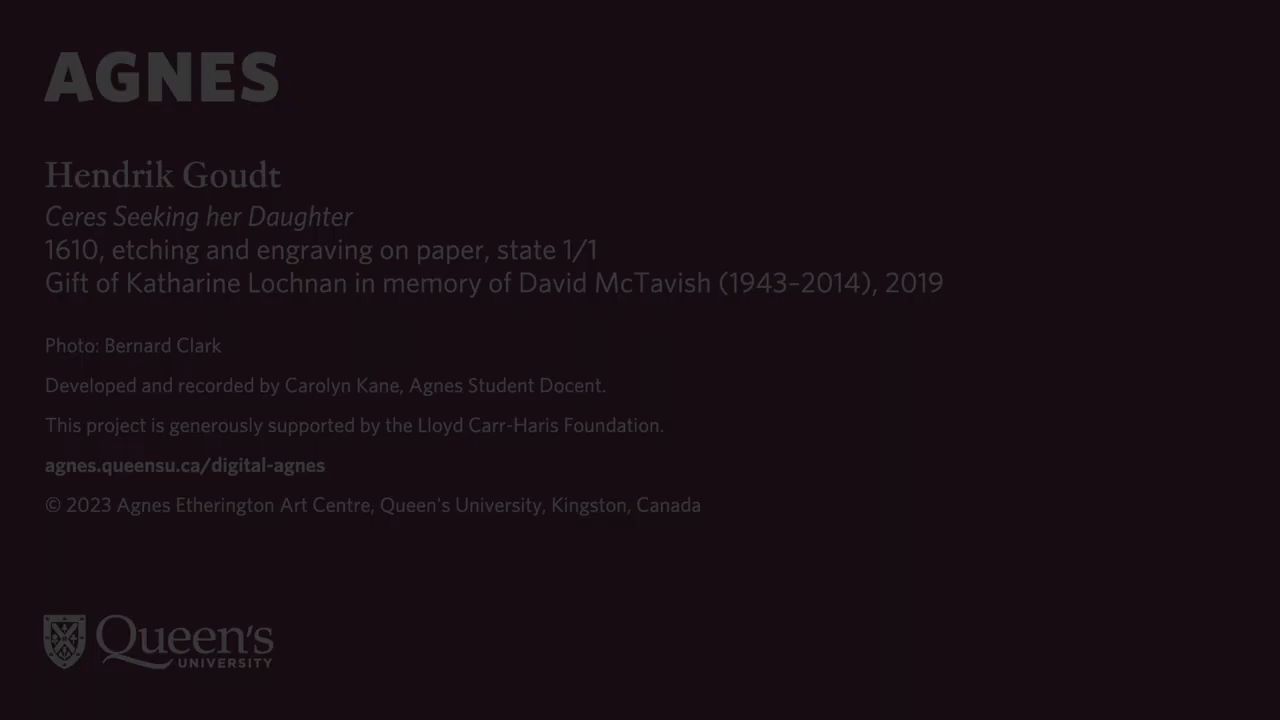 AGNES
Hendrik Goudt
Ceres Seeking her Daughter
1610, etching and engraving on paper, state 1/1
Gift of Katharine Lochnan in memory of David McTavish (1943–2014), 2019
Photo: Bernard Clark
Developed and recorded by Carolyn Kane, Agnes Student Docent.
This project is generously supported by the Lloyd Carr-Haris Foundation.
agnes.queensu.ca/digital-agnes
© 2023 Agnes Etherington Art Centre, Queen's University, Kingston, Canada
Queen's
UNIVERSITY